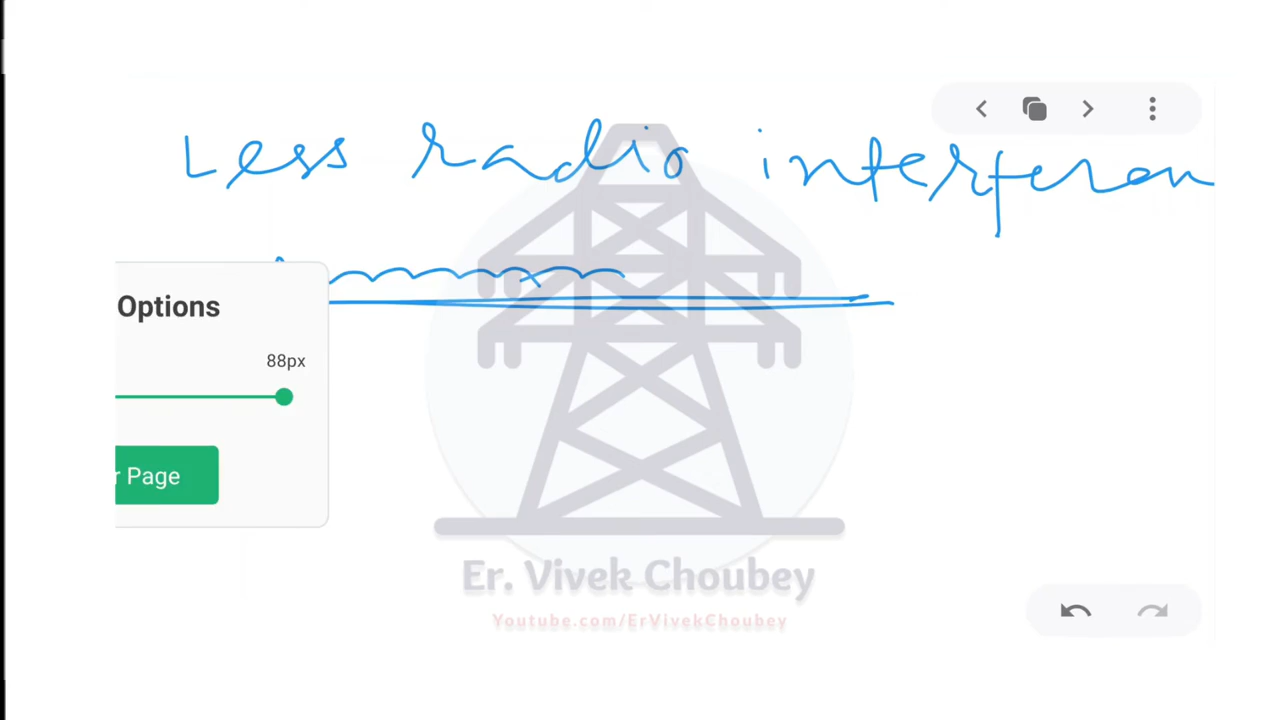 Less radio interferen
Options
88px
r Page
Er. Vivek Choubey
Youtube.com/ErVivekChoubey